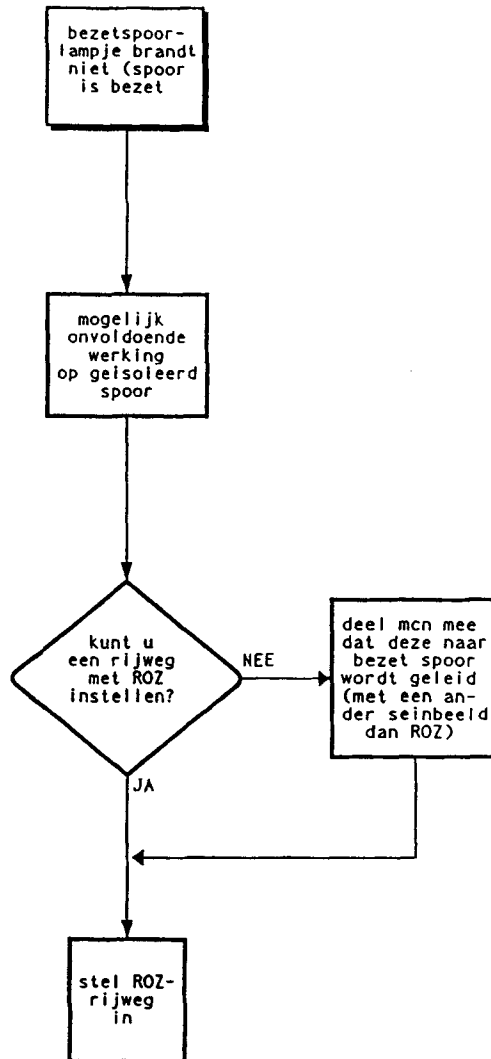 bezetspoor-
lampje brandt
niet (spoor
is bezet
mogelijk
onvoldoende
werking
op geisoleerd
spoor
kunt u
een rijweg
met ROZ
instellen?
NEE
deel mcn mee
dat deze naar
bezet spoor
wordt geleid
(met een an-
der seinbeeld
dan ROZ)
JA
stel ROZ-
rijweg
in